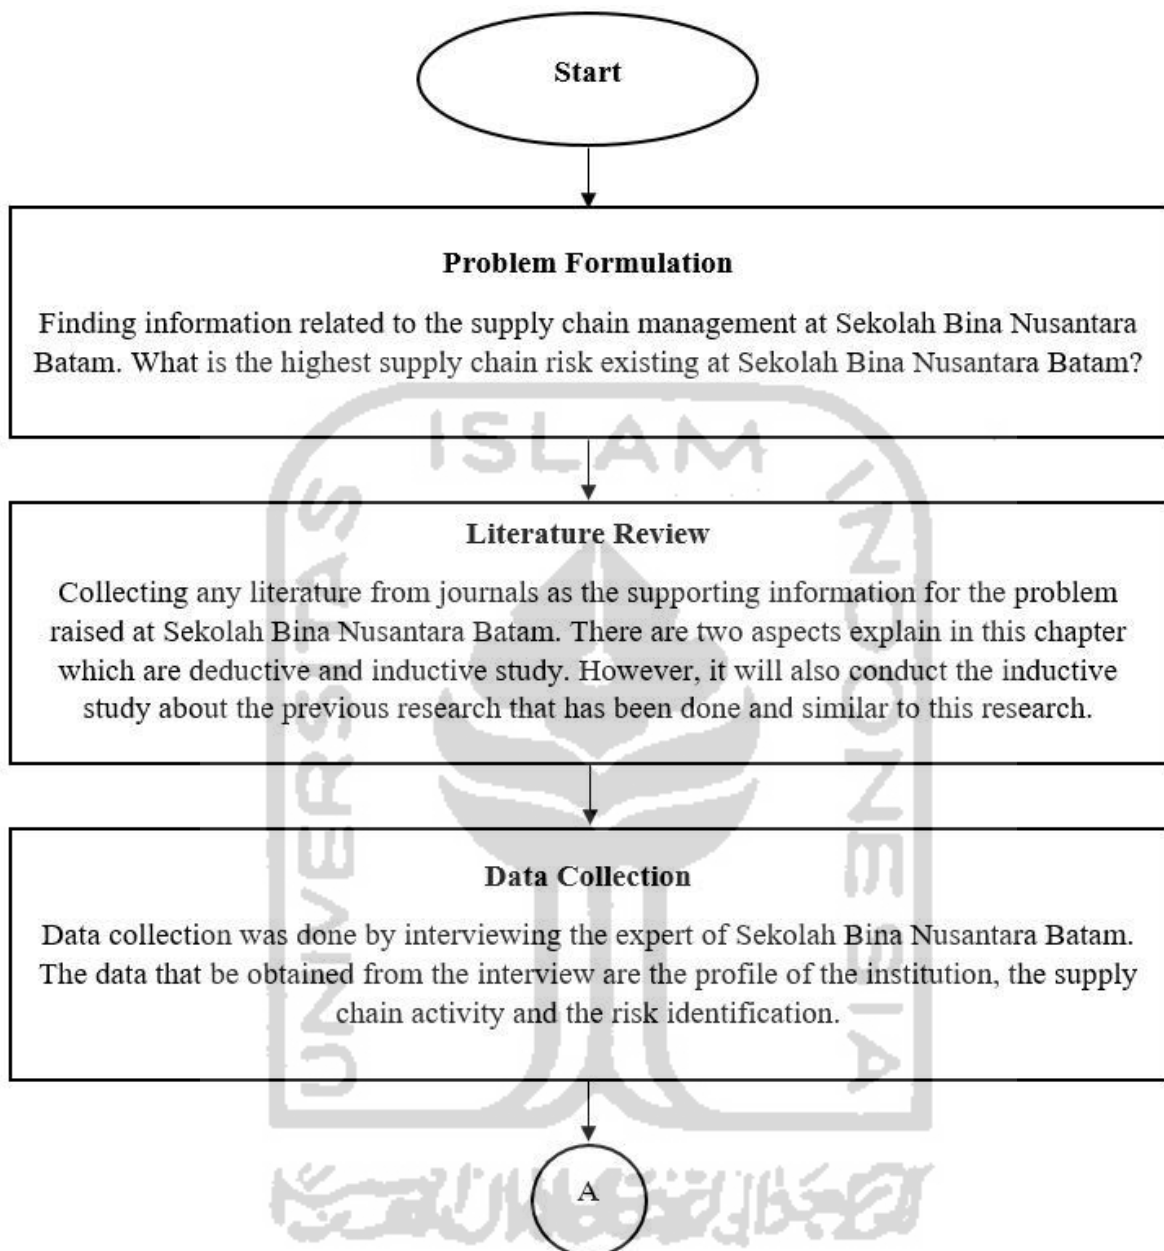 Start
Problem Formulation
Finding information related to the supply chain management at Sekolah Bina Nusantara
Batam. What is the highest supply chain risk existing at Sekolah Bina Nusantara Batam?
ISLAM
UNIVERSITAS
INDONESIA
Literature Review
Collecting any literature from journals as the supporting information for the problem
raised at Sekolah Bina Nusantara Batam. There are two aspects explain in this chapter
which are deductive and inductive study. However, it will also conduct the inductive
study about the previous research that has been done and similar to this research.
Data Collection
Data collection was done by interviewing the expert of Sekolah Bina Nusantara Batam.
The data that be obtained from the interview are the profile of the institution, the supply
chain activity and the risk identification.
A